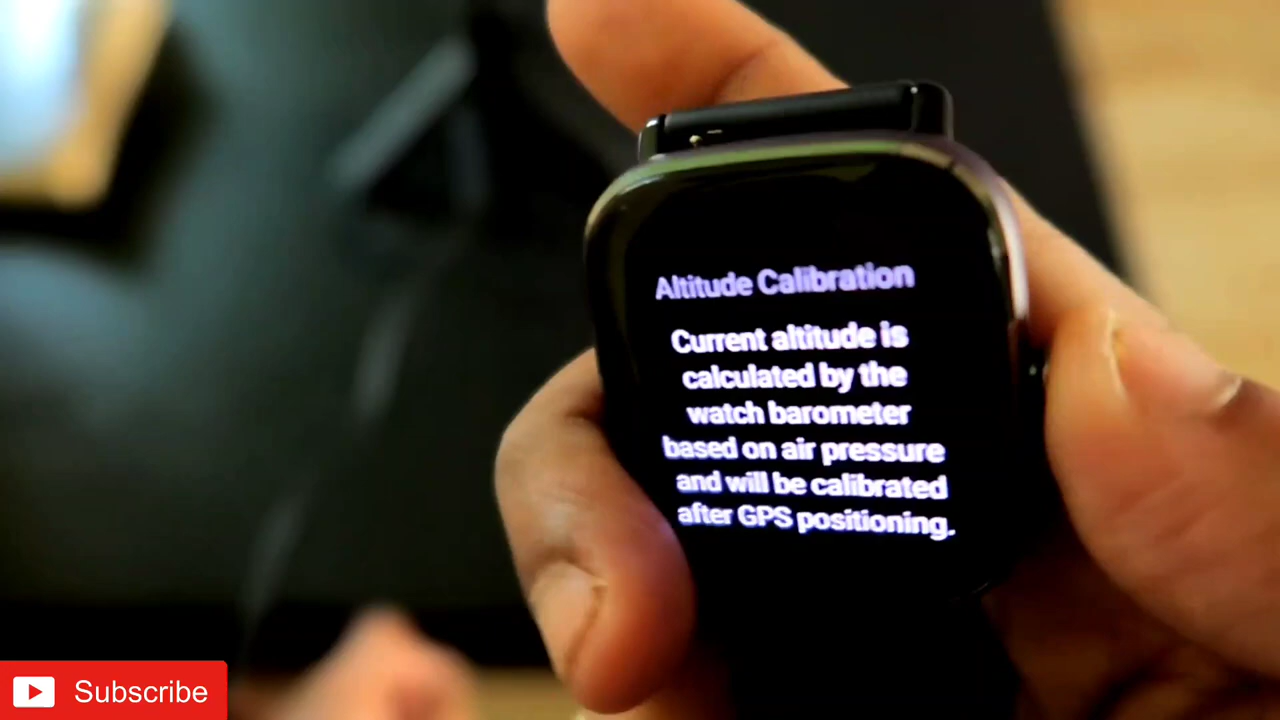 Altitude Calibration
Current altitude is
calculated by the
watch barometer
based on air pressure
and will be calibrated
after GPS positioning.
Subscribe